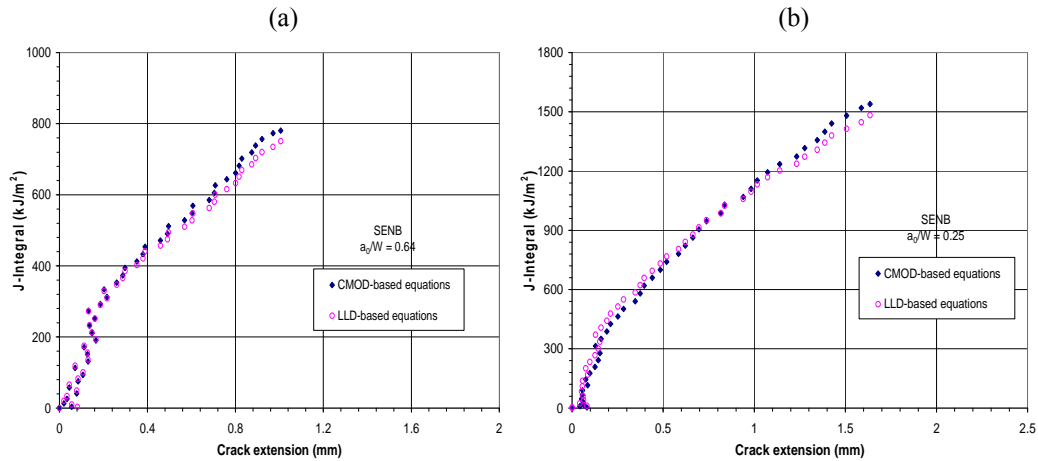 (a)
1000
800
600
400
200
0
J-Integral (kJ/m²)
SENB
a₀/W = 0.64
CMOD-based equations
LLD-based equations
0 0.4 0.8 1.2 1.6 2
Crack extension (mm)
(b)
1800
1500
1200
900
600
300
0
J-Integral (kJ/m²)
SENB
a₀/W = 0.25
CMOD-based equations
LLD-based equations
0 0.5 1 1.5 2 2.5
Crack extension (mm)